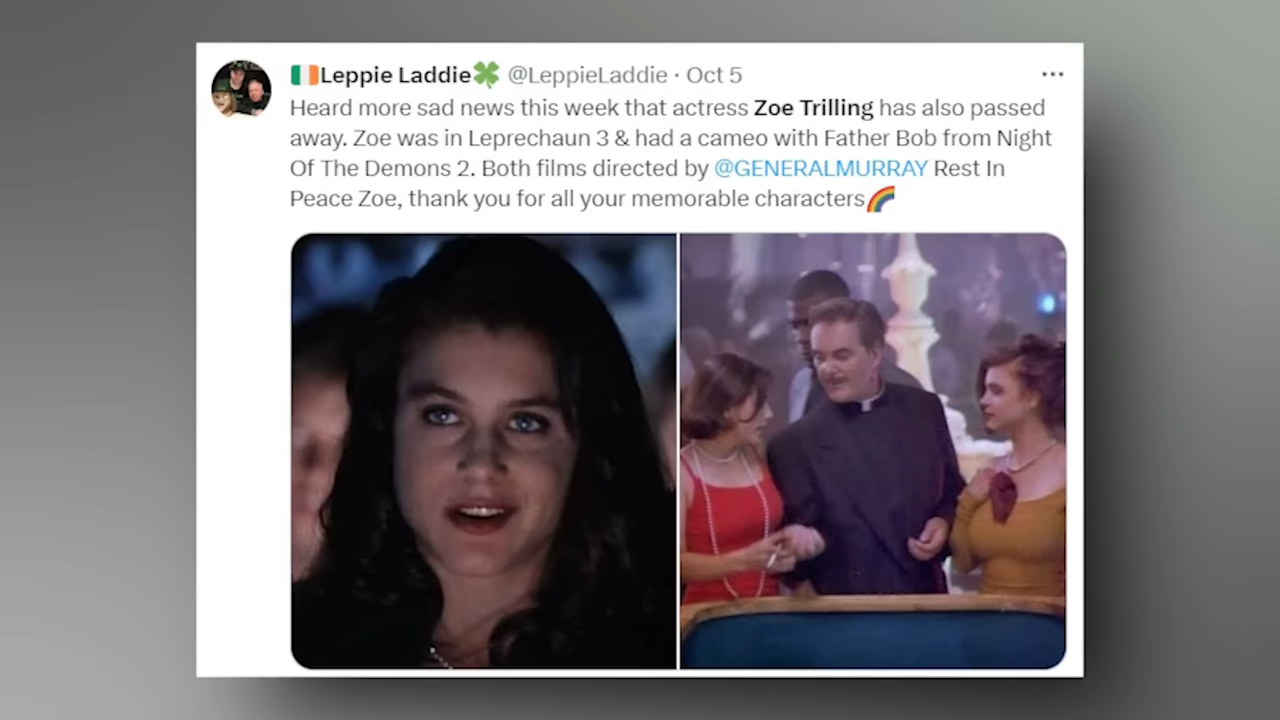 🇮🇪Leppie Laddie🍀 @LeppieLaddie · Oct 5
Heard more sad news this week that actress Zoe Trilling has also passed
away. Zoe was in Leprechaun 3 & had a cameo with Father Bob from Night
Of The Demons 2. Both films directed by @GENERALMURRAY Rest In
Peace Zoe, thank you for all your memorable characters🌈